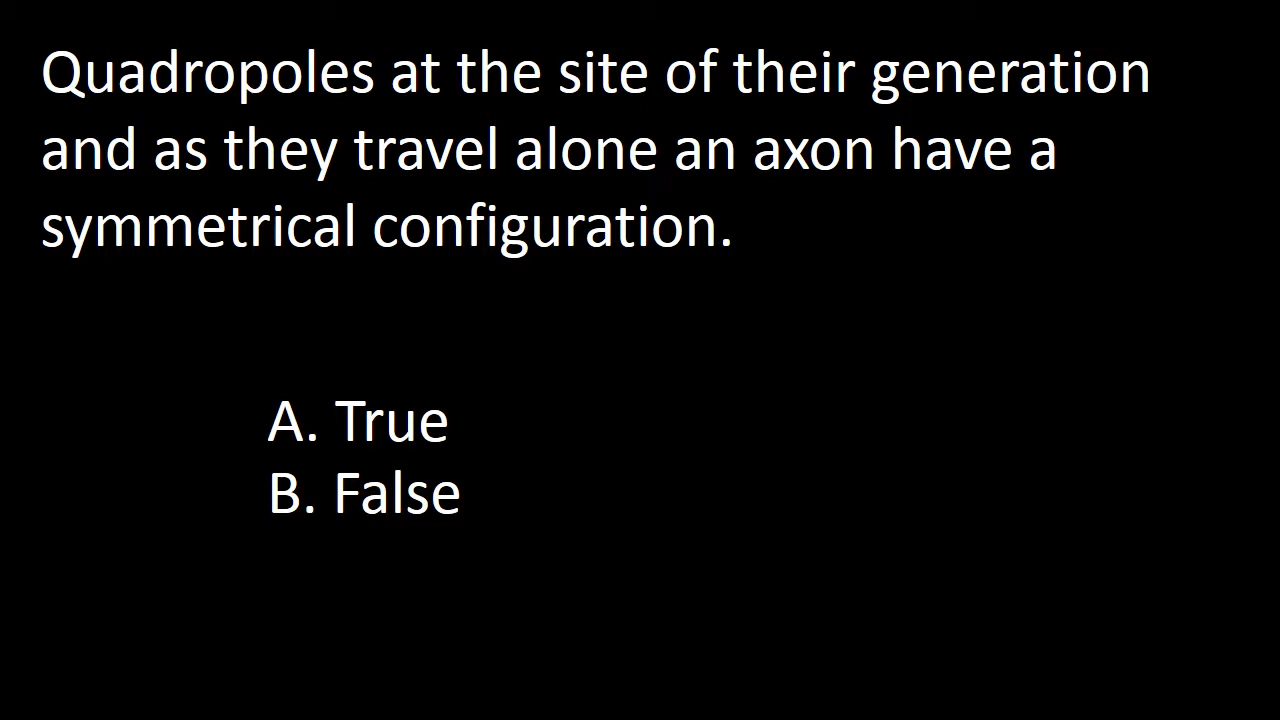 Quadropoles at the site of their generation
and as they travel alone an axon have a
symmetrical configuration.
A. True
B. False